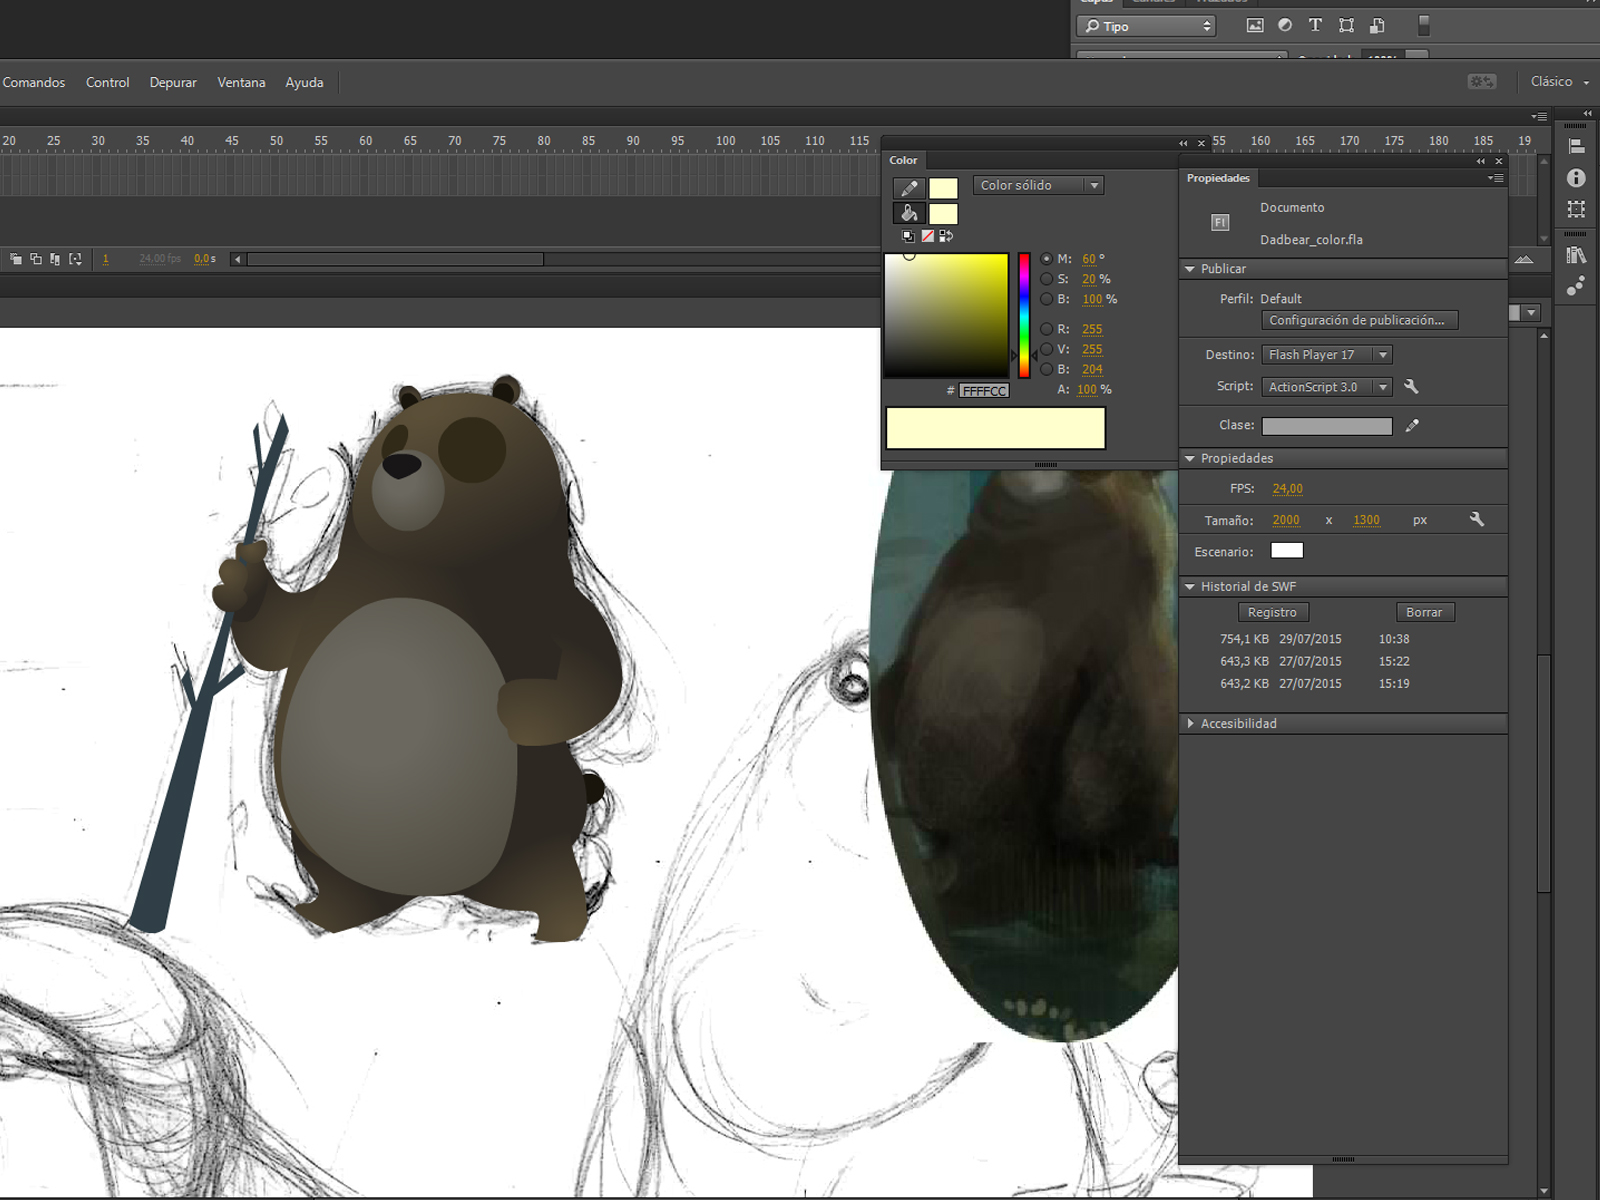 Capas Canales Trazados
Tipo
T
Comandos Control Depurar Ventana Ayuda
Clásico
20 25 30 35 40 45 50 55 60 65 70 75 80 85 90 95 100 105 110 115
55 160 165 170 175 180 185 19
Color
Color sólido
M: 60 °
S: 20 %
B: 100 %
R: 255
V: 255
B: 204
# FFFFCC
A: 100 %
1 24,00 fps 0,0 s
Propiedades
Fl
Documento
Dadbear_color.fla
Publicar
Perfil: Default
Configuración de publicación...
Destino: Flash Player 17
Script: ActionScript 3.0
Clase:
Propiedades
FPS: 24,00
Tamaño: 2000 x 1300 px
Escenario:
Historial de SWF
Registro Borrar
754,1 KB 29/07/2015 10:38
643,3 KB 27/07/2015 15:22
643,2 KB 27/07/2015 15:19
Accesibilidad